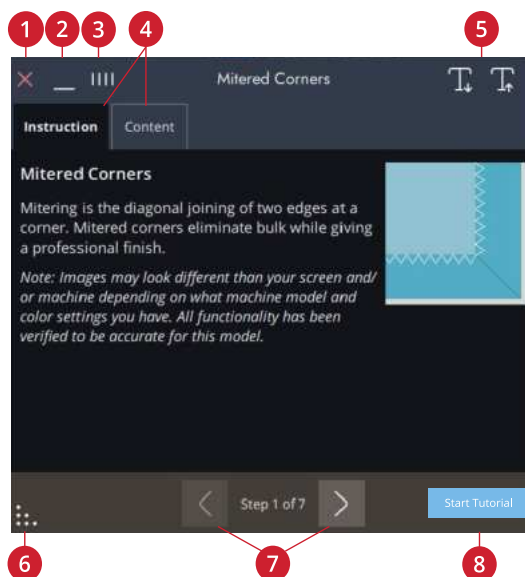 1 2 3 4 5
Mitered Corners
Instruction Content
Mitered Corners
Mitering is the diagonal joining of two edges at a
corner. Mitered corners eliminate bulk while giving
a professional finish.
Note: Images may look different than your screen and/
or machine depending on what machine model and
color settings you have. All functionality has been
verified to be accurate for this model.
Step 1 of 7
Start Tutorial
6 7 8